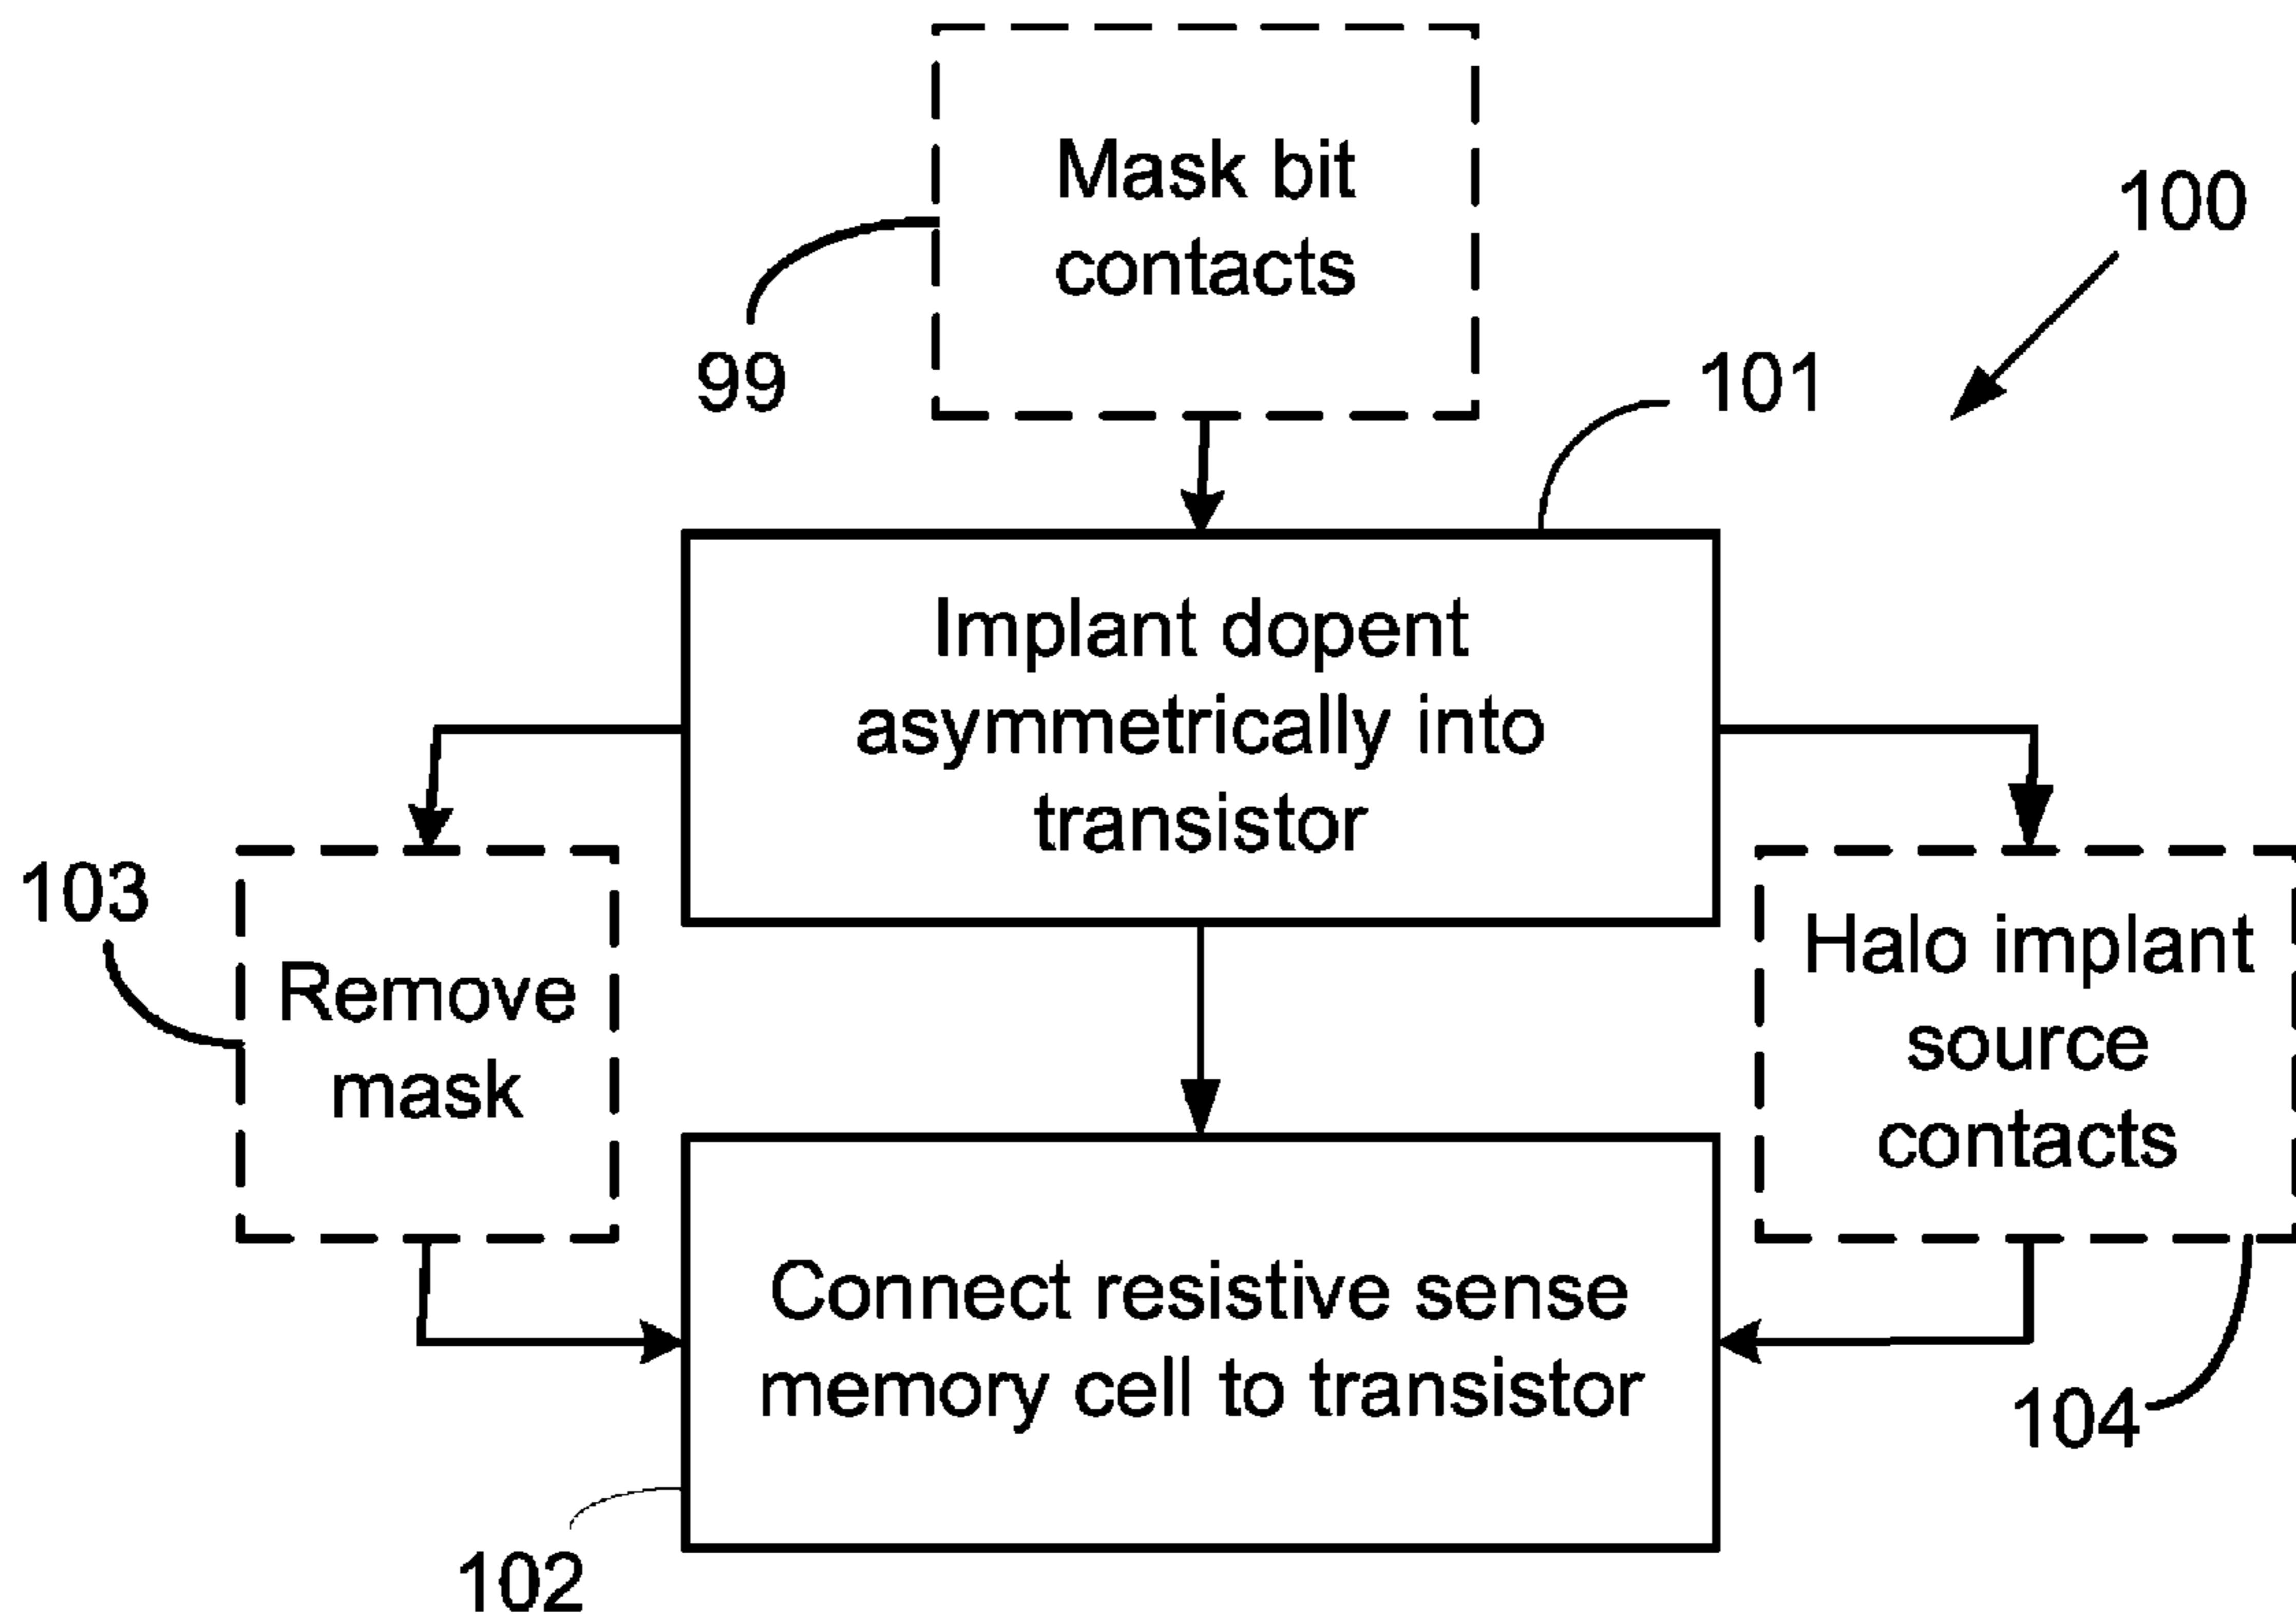 Mask bit
contacts
100
99
101
Implant dopent
asymmetrically into
transistor
103
Remove
mask
Halo implant
source
contacts
Connect resistive sense
memory cell to transistor
104
102